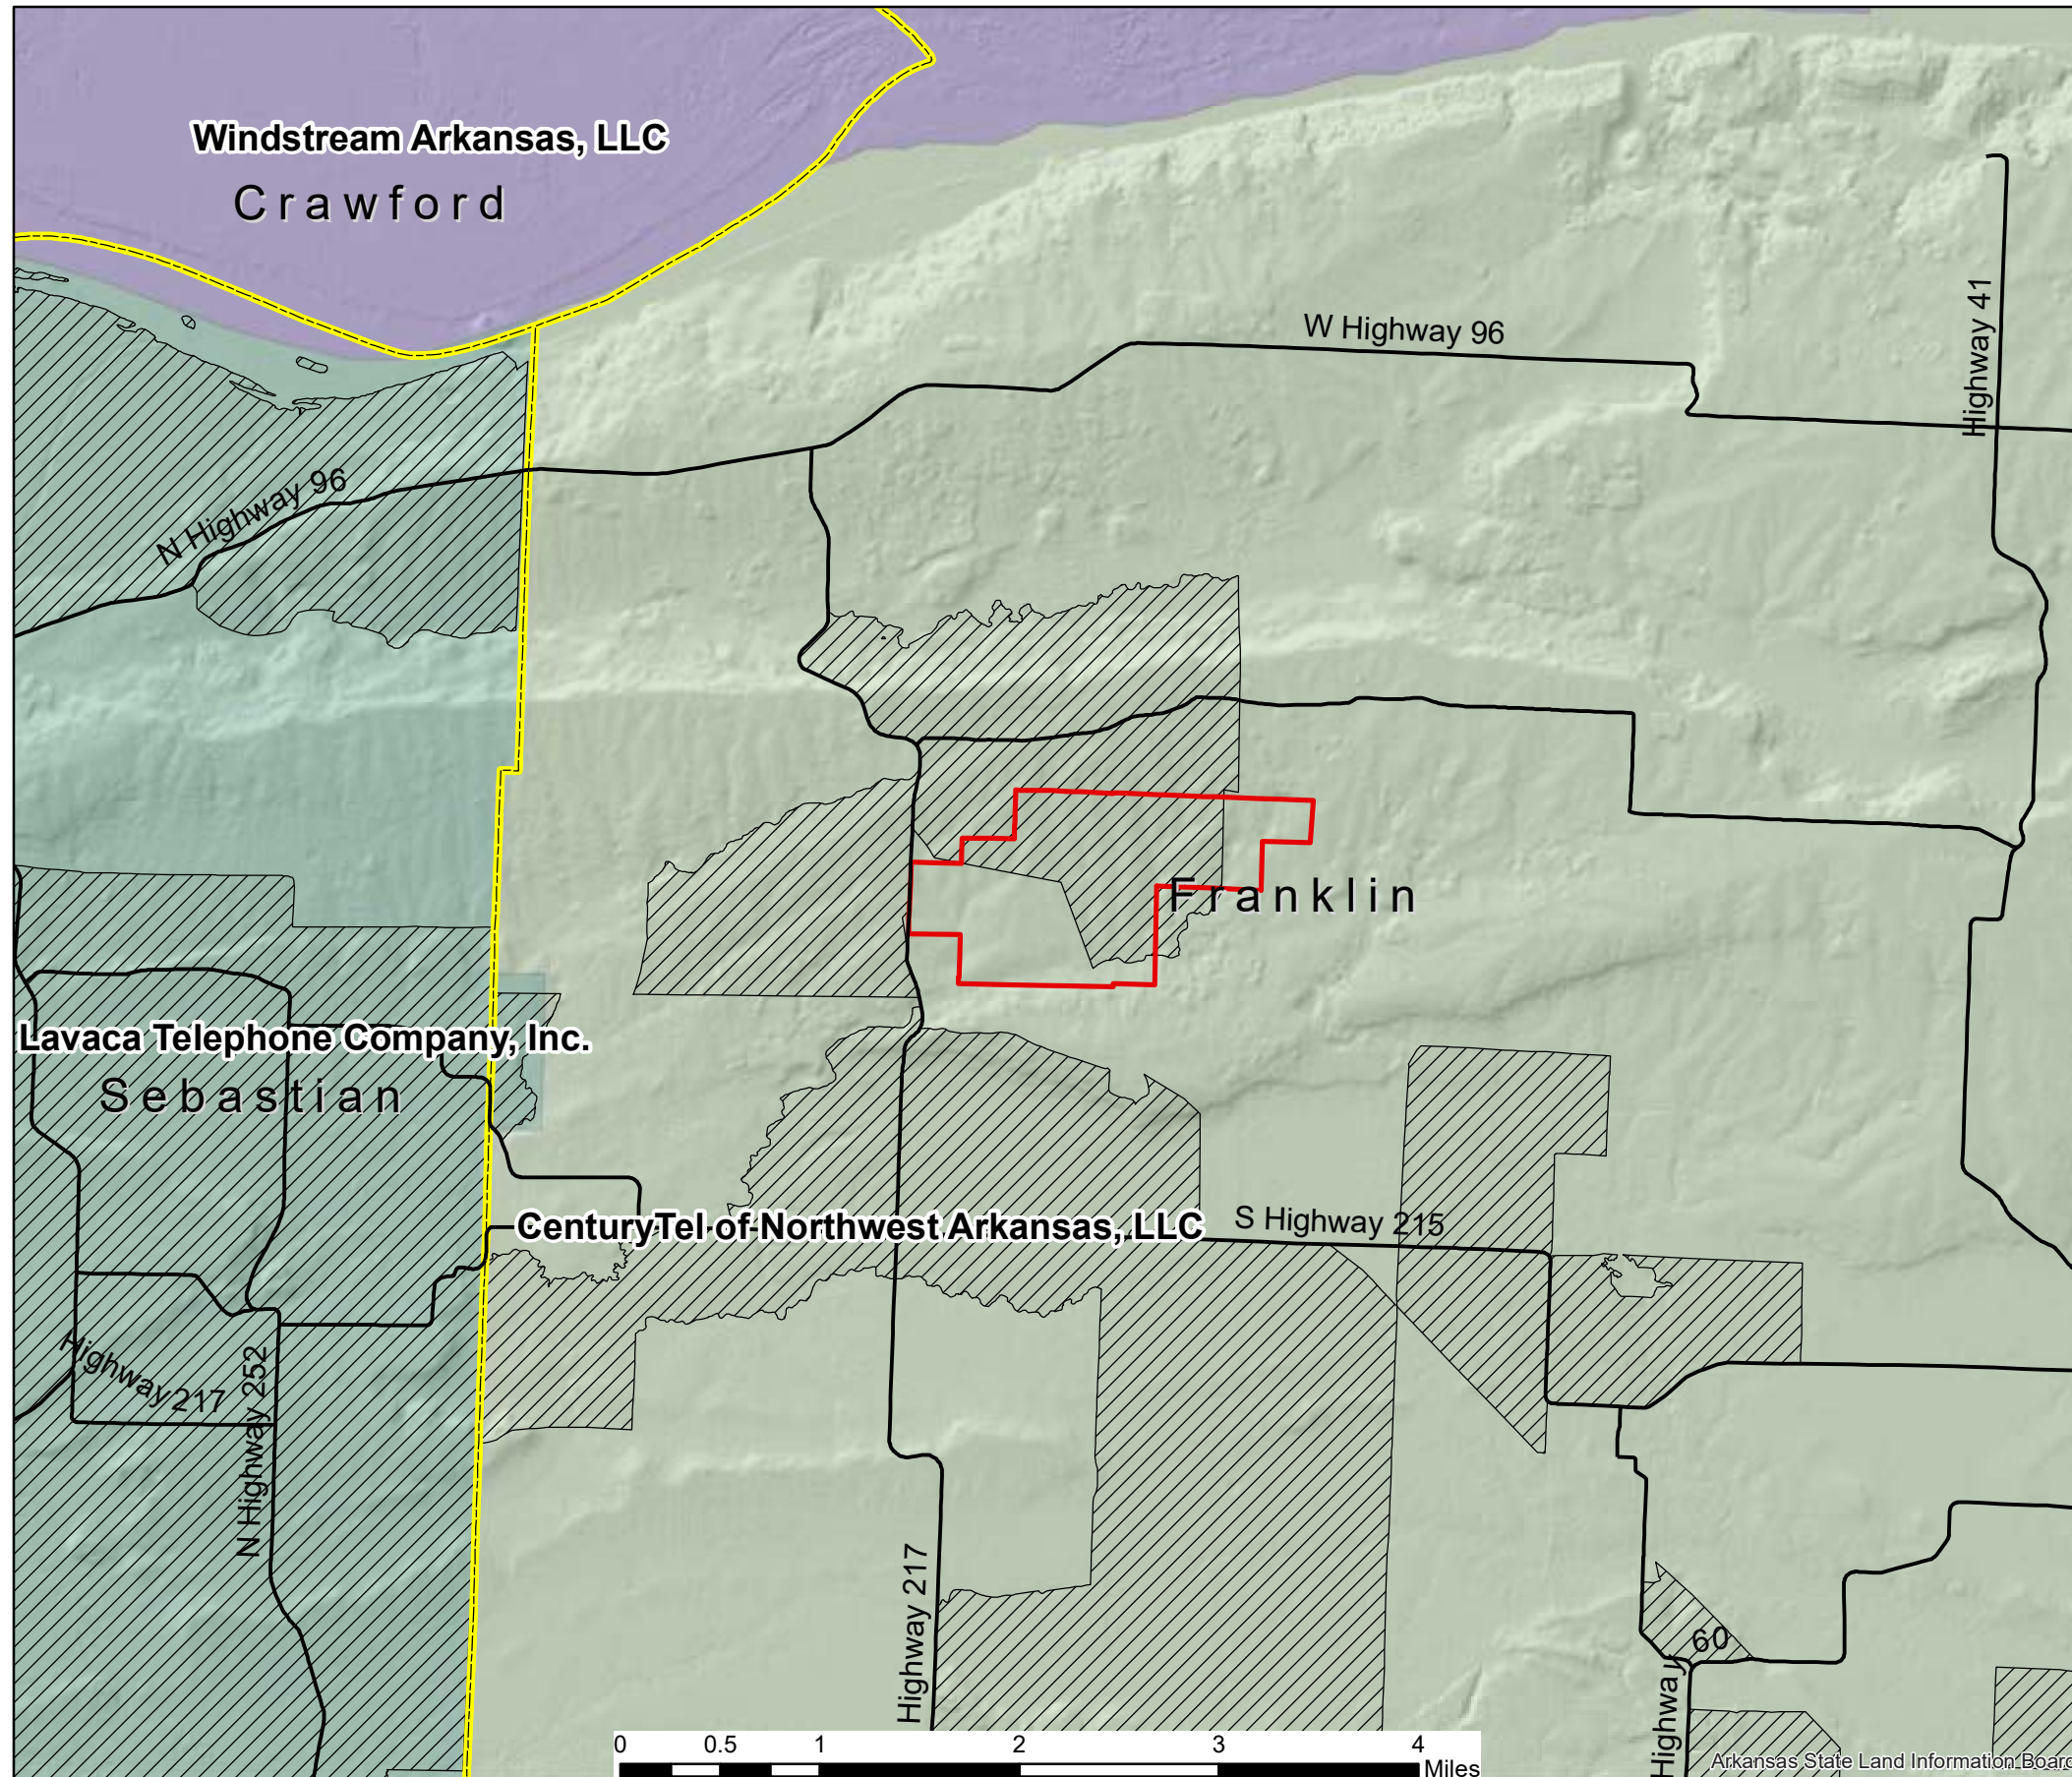 Windstream Arkansas, LLC
Crawford
W Highway 96
Highway 41
N Highway 96
Franklin
Lavaca Telephone Company, Inc.
Sebastian
CenturyTel of Northwest Arkansas, LLC
S Highway 215
Highway 217
N Highway 252
Highway 217
Highway 60
0 0.5 1 2 3 4
Miles
Arkansas State Land Information Board